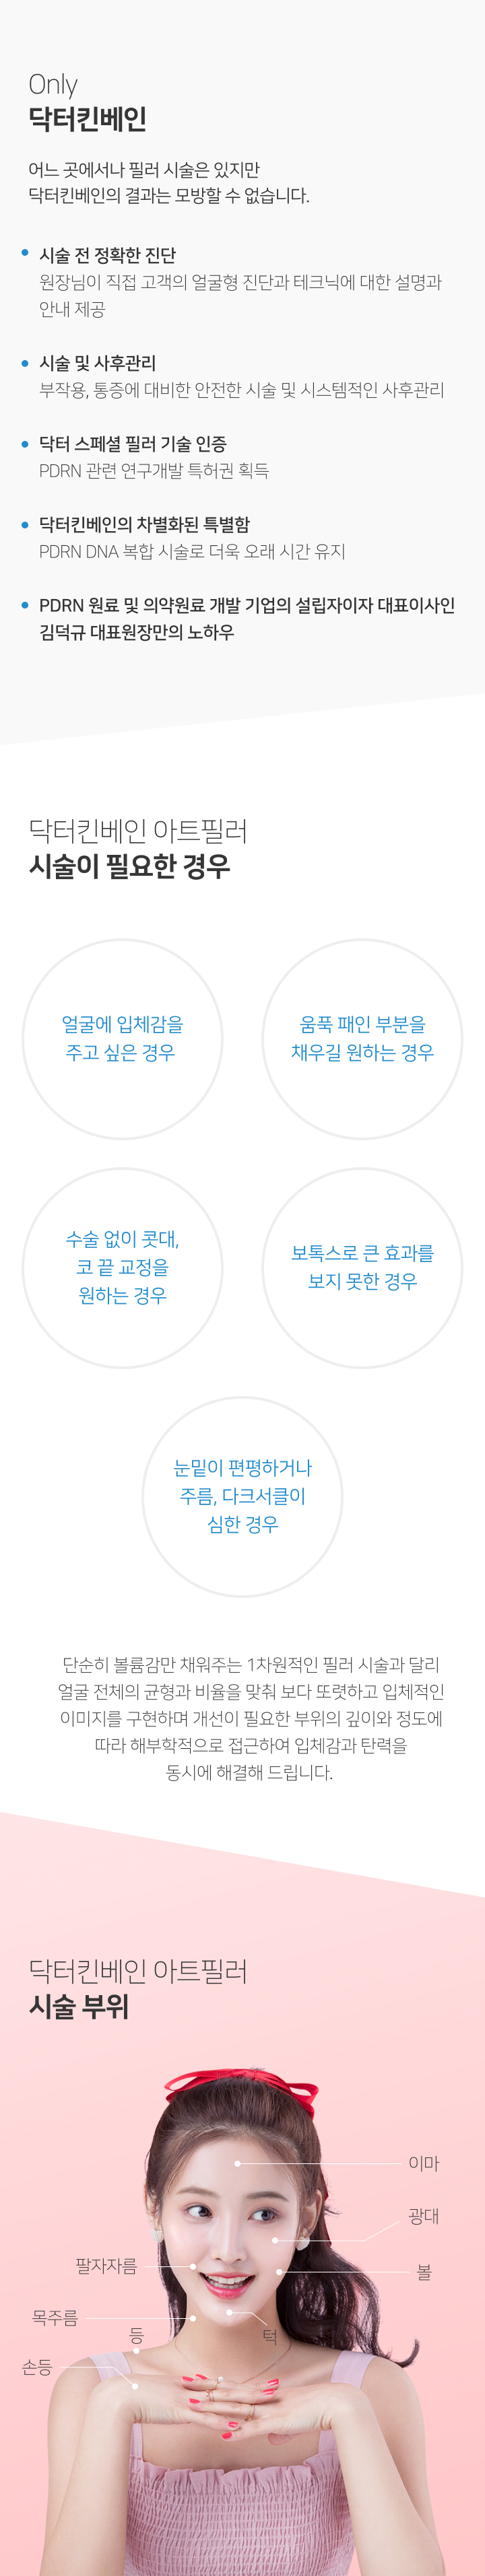 Only
닥터킨베인
어느 곳에서나 필러 시술은 있지만
닥터킨베인의 결과는 모방할 수 없습니다.
시술 전 정확한 진단
원장님이 직접 고객의 얼굴형 진단과 테크닉에 대한 설명과
안내 제공
시술 및 사후관리
부작용, 통증에 대비한 안전한 시술 및 시스템적인 사후관리
닥터 스페셜 필러 기술 인증
PDRN 관련 연구개발 특허권 획득
닥터킨베인의 차별화된 특별함
PDRN DNA 복합 시술로 더욱 오래 시간 유지
PDRN 원료 및 의약원료 개발 기업의 설립자이자 대표이사인
김덕규 대표원장만의 노하우
닥터킨베인 아트필러
시술이 필요한 경우
얼굴에 입체감을
주고 싶은 경우
움푹 패인 부분을
채우길 원하는 경우
수술 없이 콧대,
코 끝 교정을
원하는 경우
보톡스로 큰 효과를
보지 못한 경우
눈밑이 편평하거나
주름, 다크서클이
심한 경우
단순히 볼륨감만 채워주는 1차원적인 필러 시술과 달리
얼굴 전체의 균형과 비율을 맞춰 보다 또렷하고 입체적인
이미지를 구현하며 개선이 필요한 부위의 깊이와 정도에
따라 해부학적으로 접근하여 입체감과 탄력을
동시에 해결해 드립니다.
닥터킨베인 아트필러
시술 부위
이마
광대
팔자자름
볼
목주름
등
턱
손등